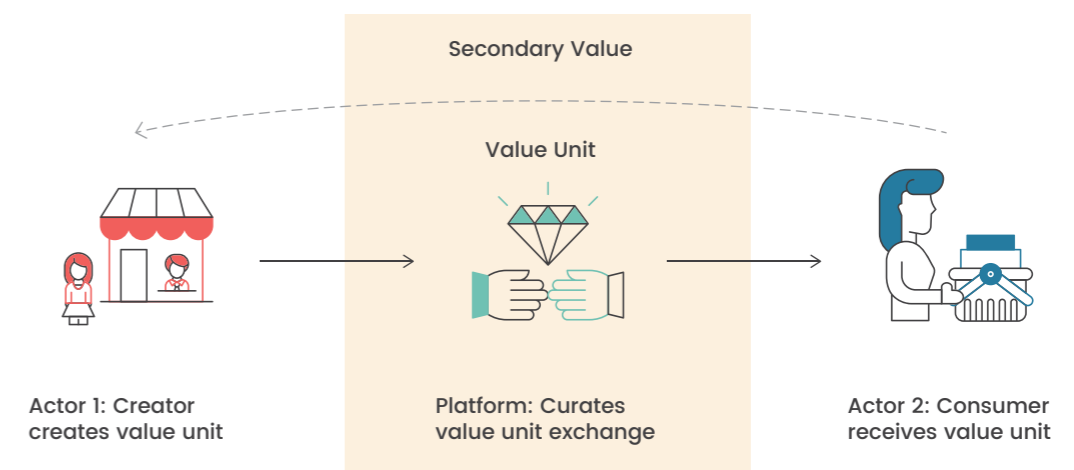 Secondary Value
Value Unit
Actor 1: Creator
creates value unit
Platform: Curates
value unit exchange
Actor 2: Consumer
receives value unit